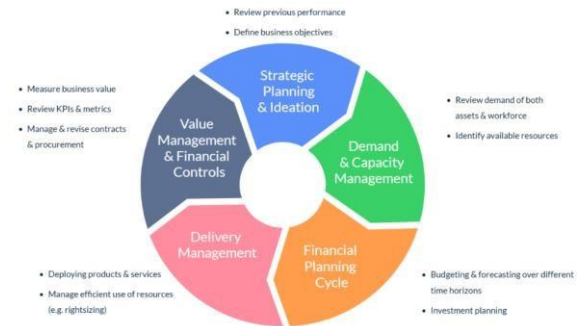 • Review previous performance
• Define business objectives
Strategic
Planning
& Ideation
• Review demand of both
assets & workforce
• Identify available resources
Demand
& Capacity
Management
• Budgeting & forecasting over different
time horizons
• Investment planning
Financial
Planning
Cycle
• Deploying products & services
• Manage efficient use of resources
(e.g. rightsizing)
Delivery
Management
• Measure business value
• Review KPIs & metrics
• Manage & revise contracts
& procurement
Value
Management
& Financial
Controls